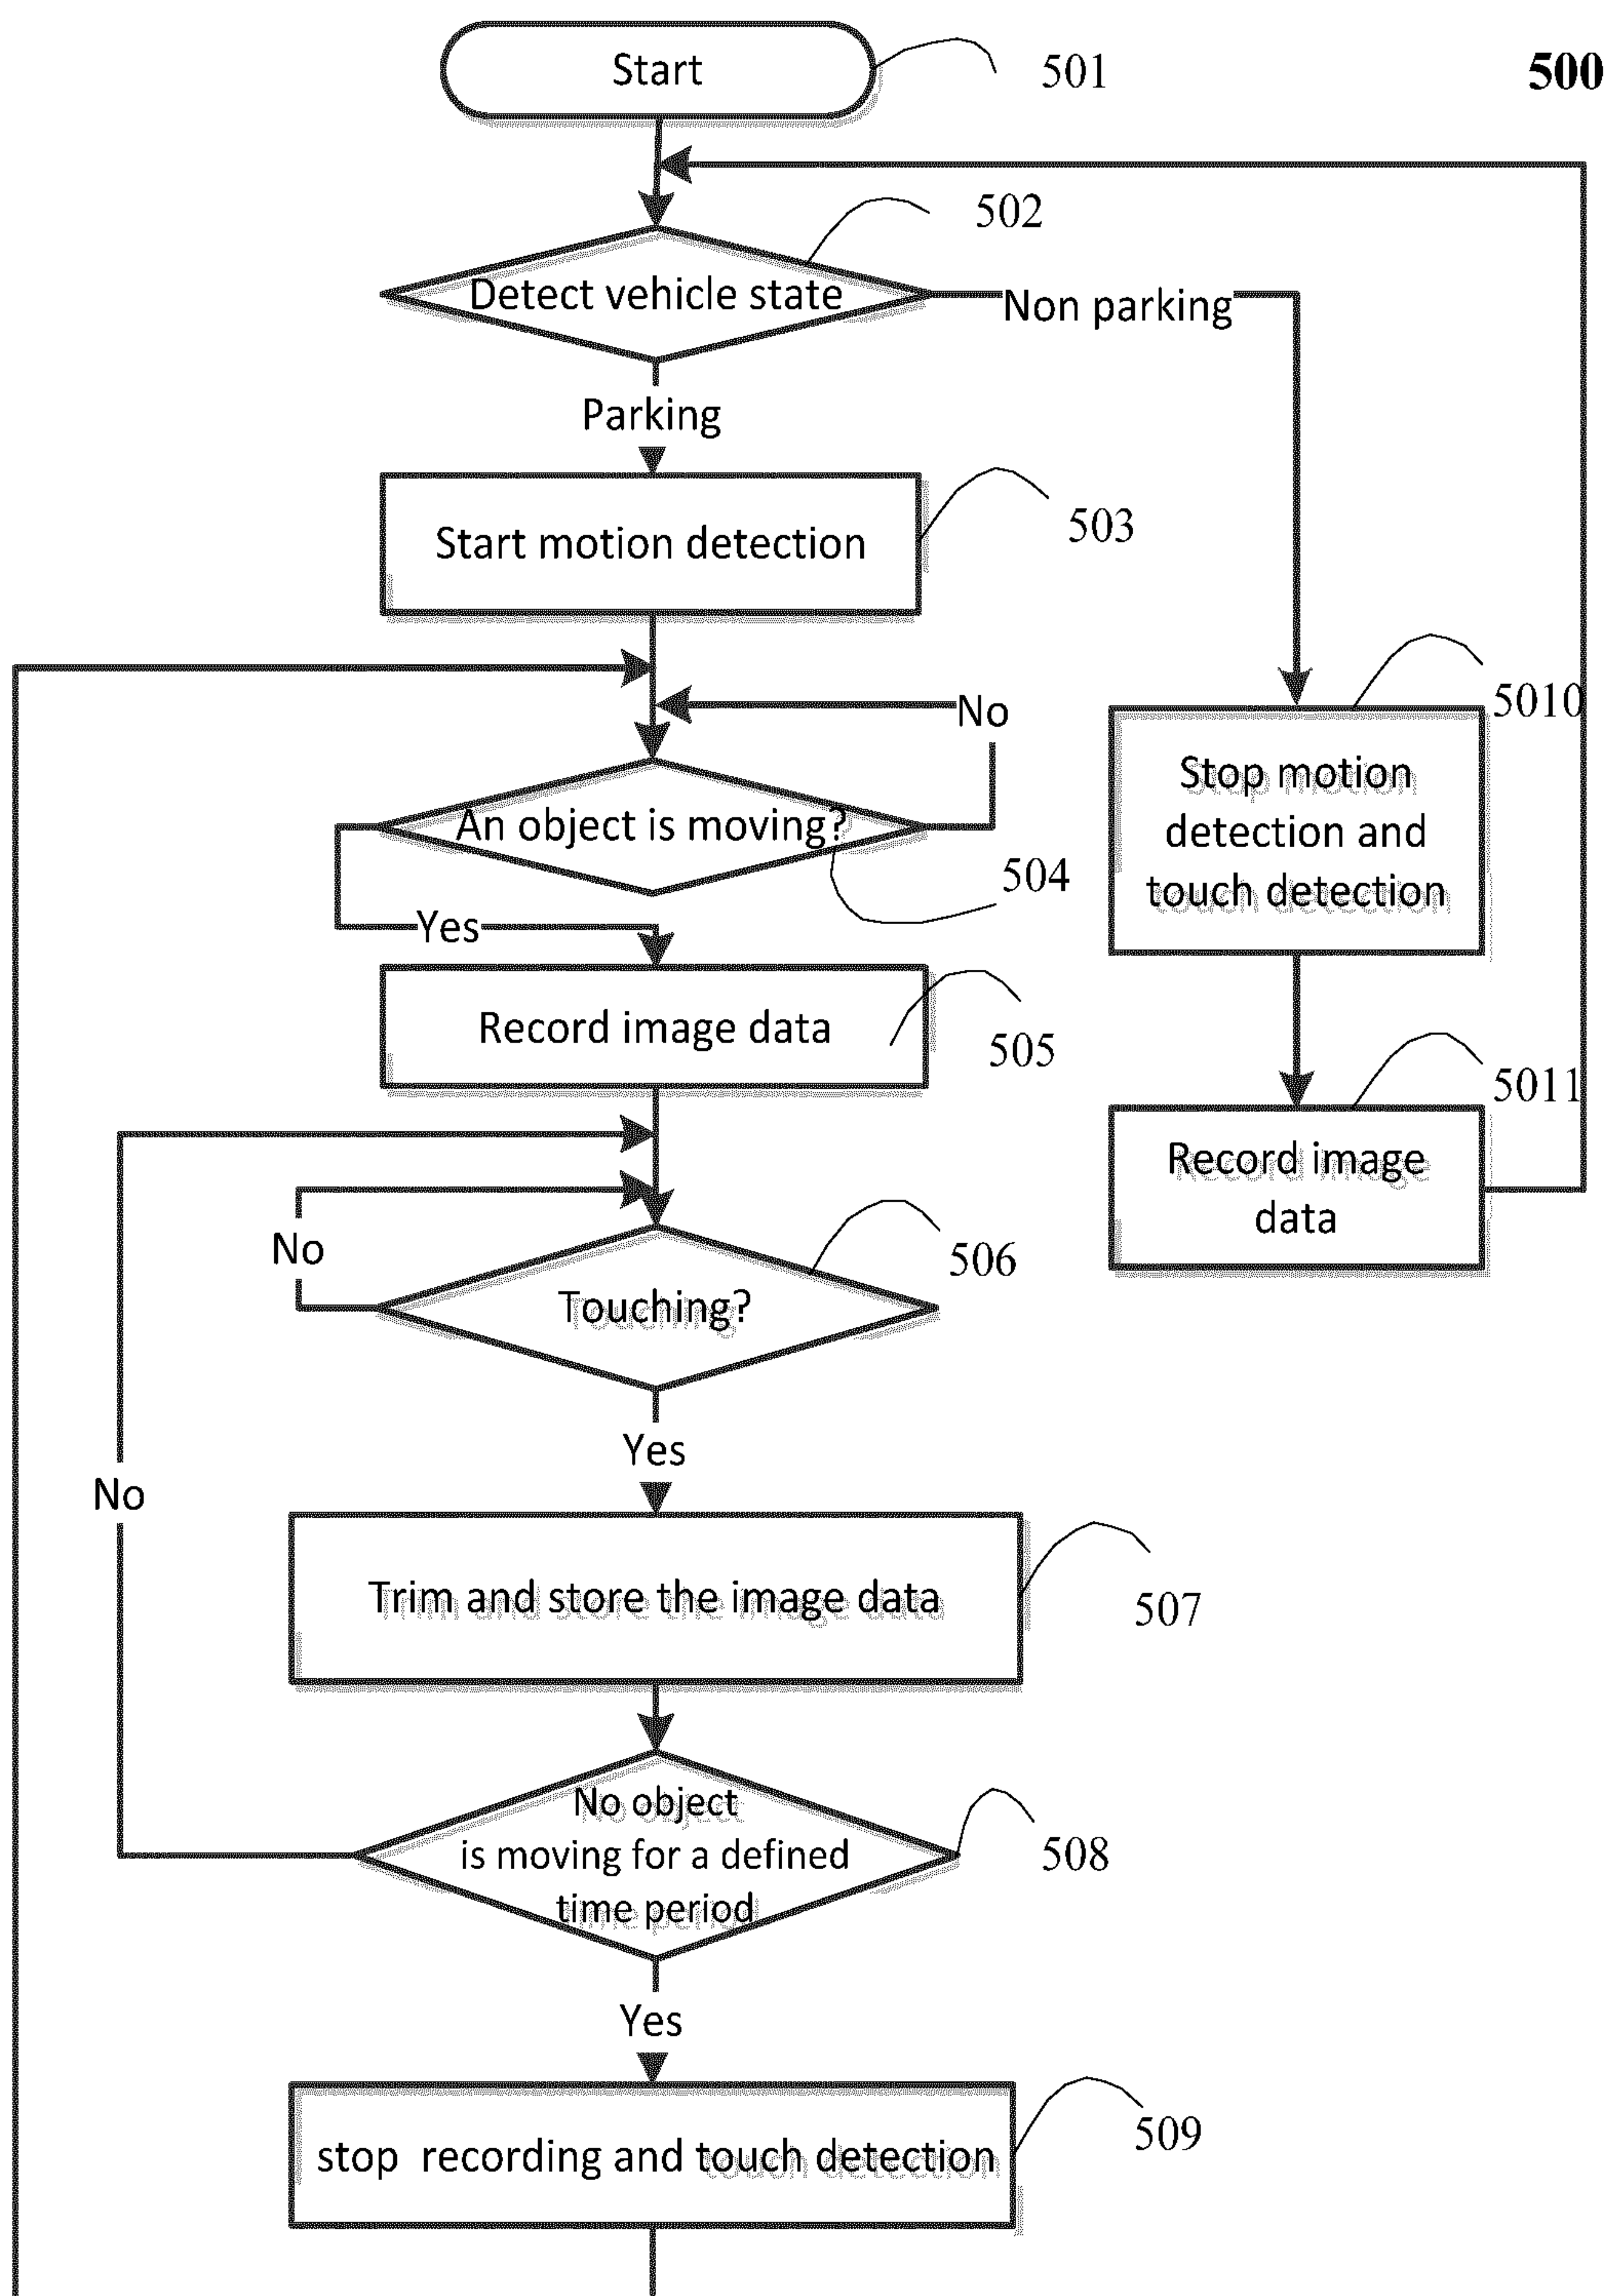 Start
501
500
502
Detect vehicle state
Non parking
Parking
503
Start motion detection
No
5010
An object is moving?
504
Stop motion
detection and
touch detection
Yes
Record image data
505
5011
Record image
data
No
506
Touching?
Yes
No
Trim and store the image data
507
No object
is moving for a defined
time period
508
Yes
stop recording and touch detection
509